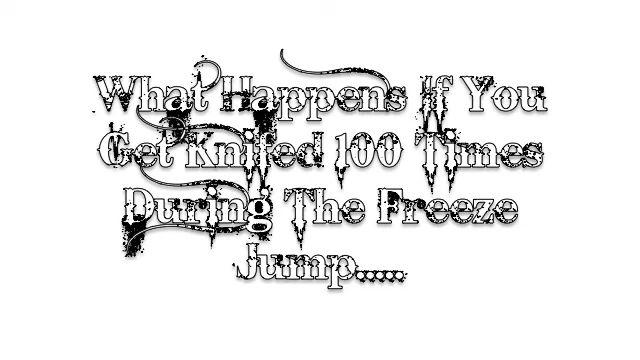 What Happens If You
Get Knifed 100 Times
During The Freeze
Jump.....